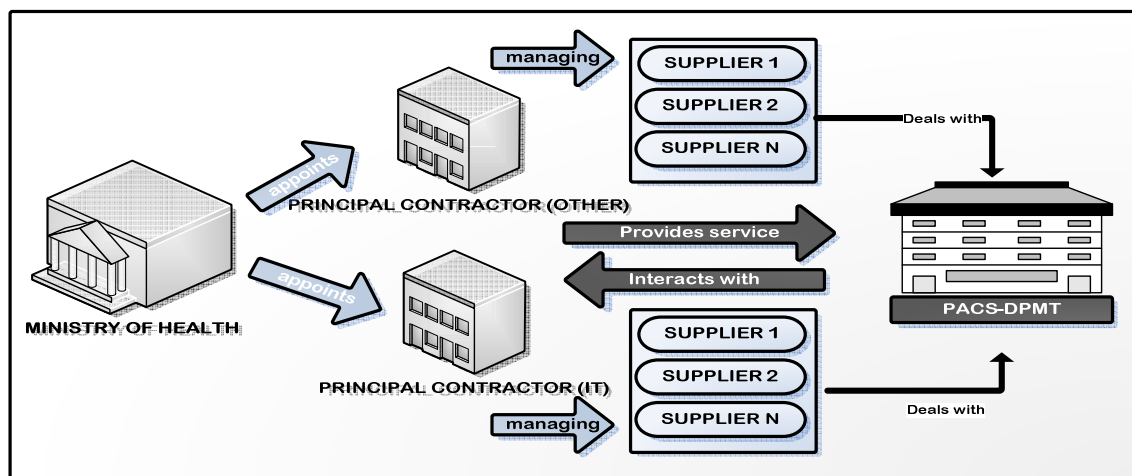 managing
SUPPLIER 1
SUPPLIER 2
SUPPLIER N
Deals with
appoints
PRINCIPAL CONTRACTOR (OTHER)
Provides service
Interacts with
appoints
MINISTRY OF HEALTH
PACS-DPMT
SUPPLIER 1
SUPPLIER 2
SUPPLIER N
PRINCIPAL CONTRACTOR (IT)
managing
Deals with